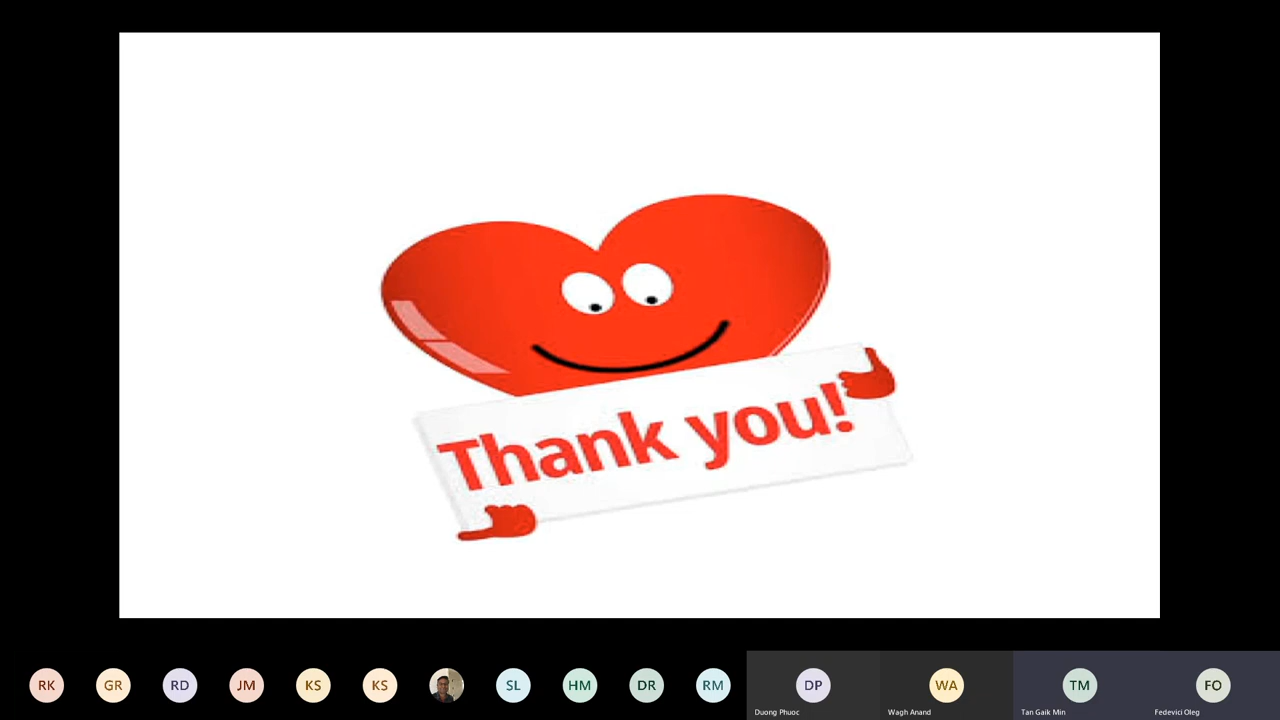 Thank you!
RK
GR
RD
JM
KS
KS
SL
HM
DR
RM
DP
WA
TM
FO
Duong Phuoc
Wagh Anand
Tan Gaik Min
Fedevici Oleg